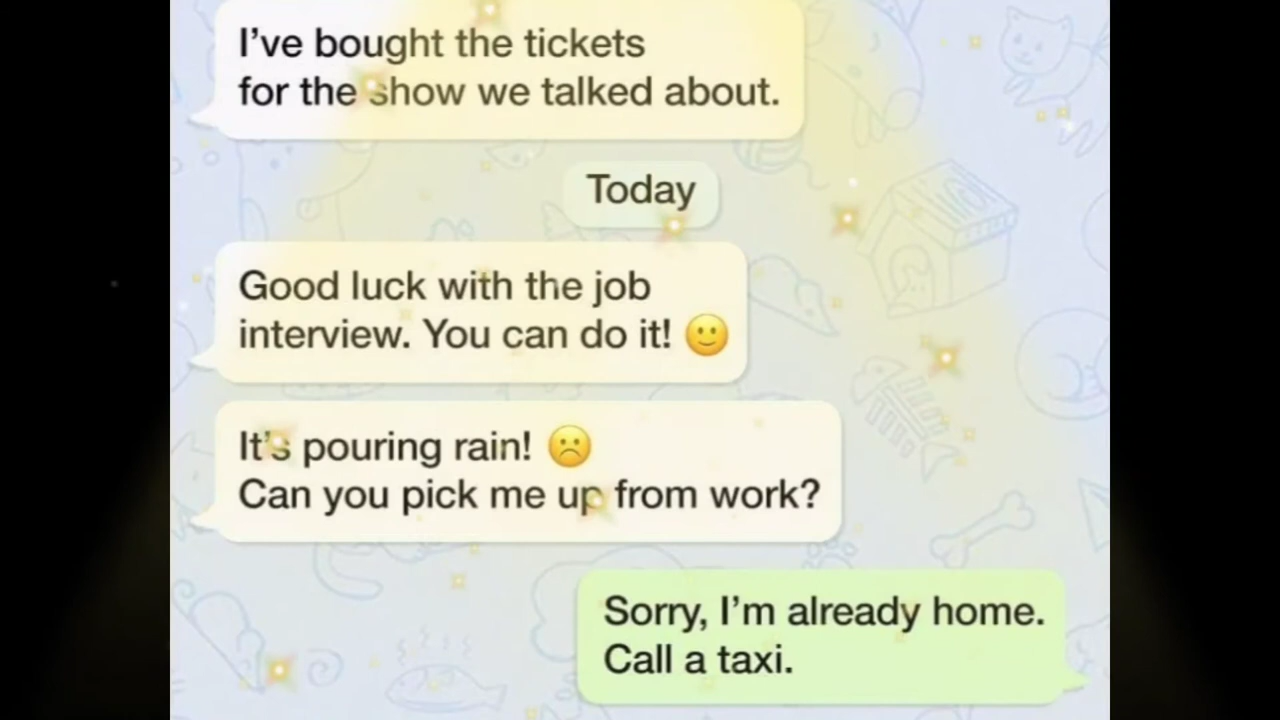 I’ve bought the tickets
for the show we talked about.
Today
Good luck with the job
interview. You can do it! 🙂
It’s pouring rain! ☹️
Can you pick me up from work?
Sorry, I’m already home.
Call a taxi.